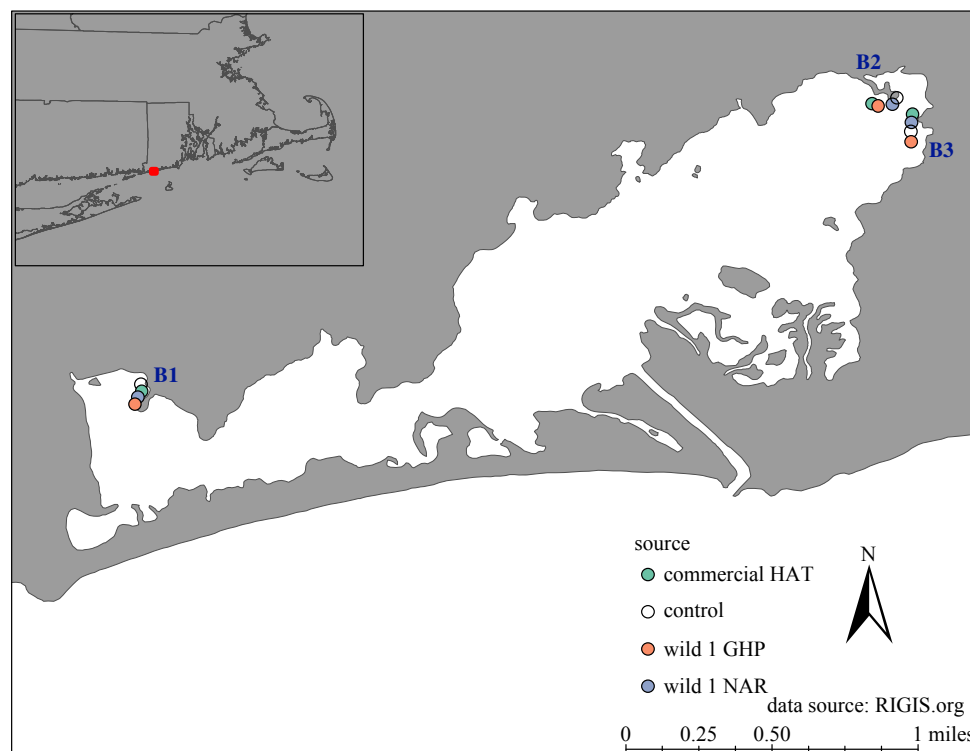 B2
B3
B1
source
commercial HAT
control
wild 1 GHP
wild 1 NAR
N
data source: RIGIS.org
0 0.25 0.50 1 miles